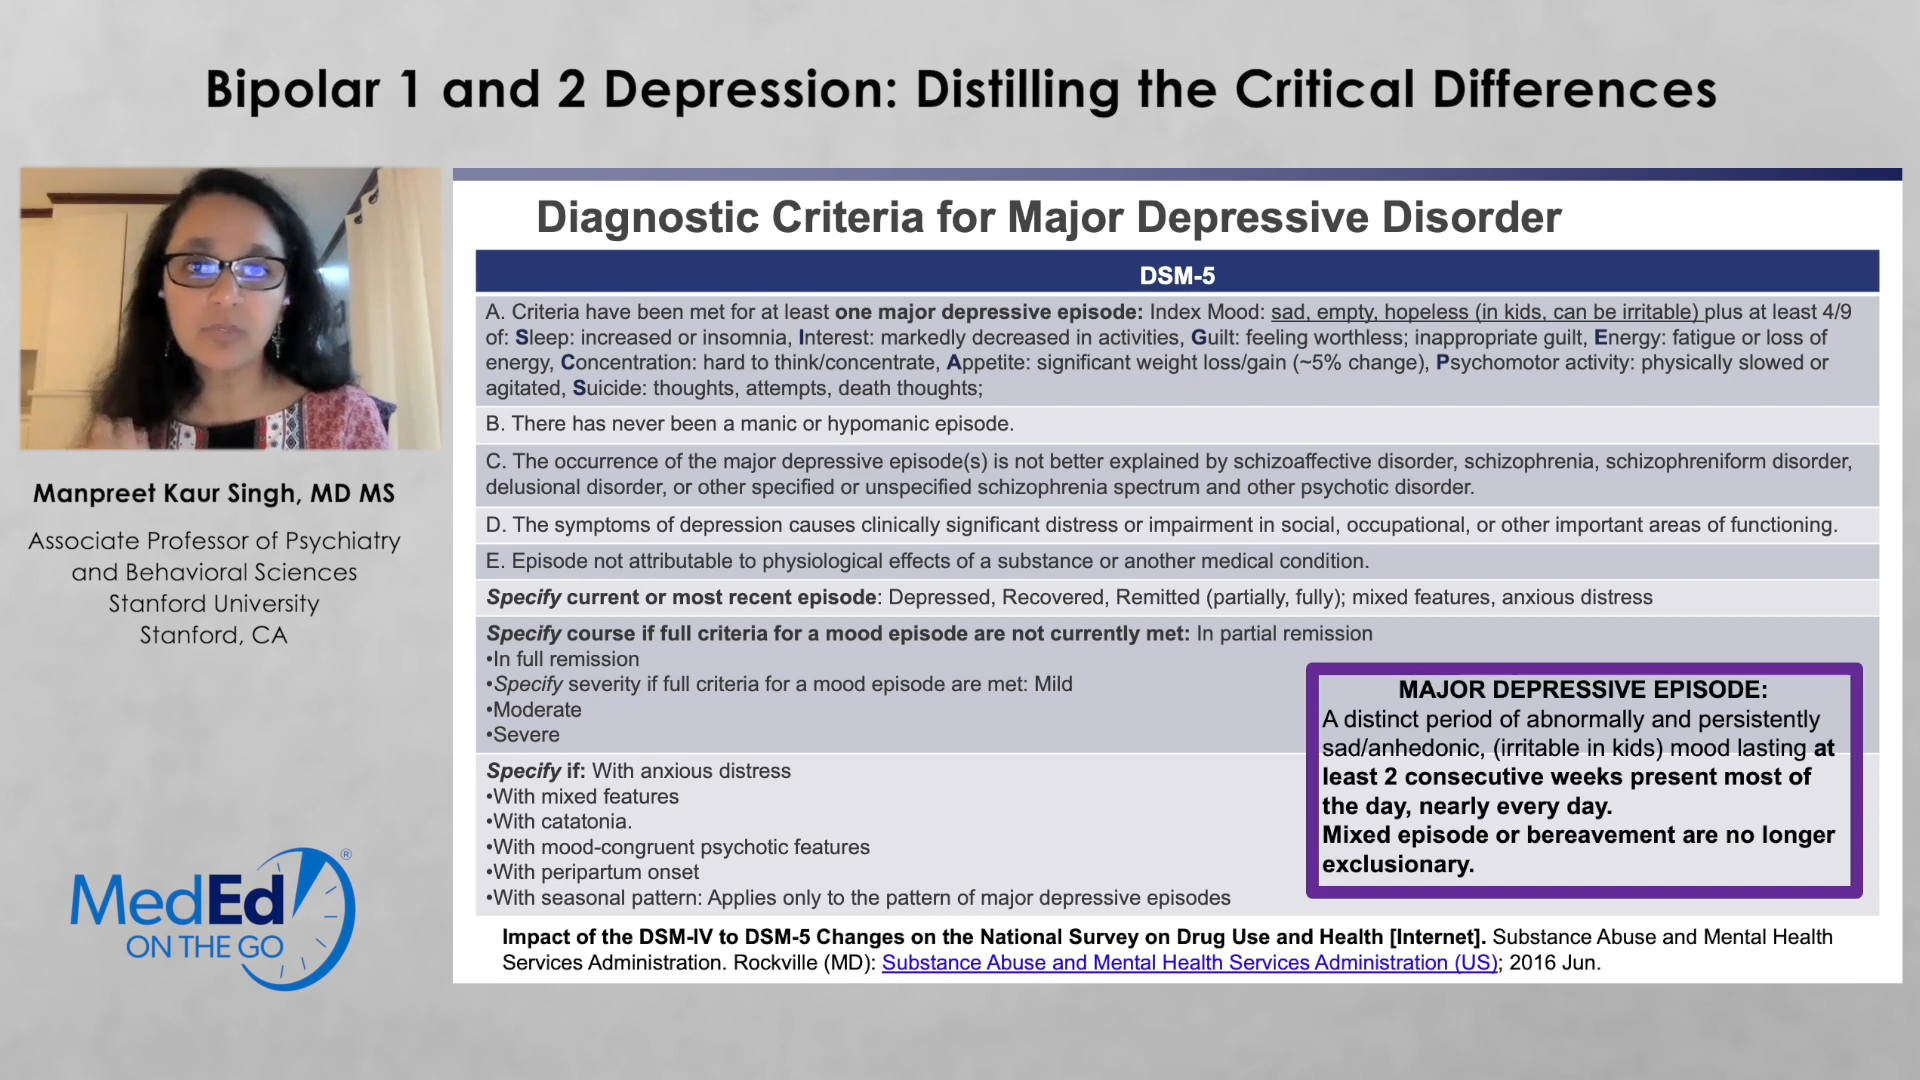 Bipolar 1 and 2 Depression: Distilling the Critical Differences
Manpreet Kaur Singh, MD MS
Associate Professor of Psychiatry
and Behavioral Sciences
Stanford University
Stanford, CA
MedEd®
ON THE GO
Diagnostic Criteria for Major Depressive Disorder
DSM-5
A. Criteria have been met for at least one major depressive episode: Index Mood: sad, empty, hopeless (in kids, can be irritable) plus at least 4/9
of: Sleep: increased or insomnia, Interest: markedly decreased in activities, Guilt: feeling worthless; inappropriate guilt, Energy: fatigue or loss of
energy, Concentration: hard to think/concentrate, Appetite: significant weight loss/gain (~5% change), Psychomotor activity: physically slowed or
agitated, Suicide: thoughts, attempts, death thoughts;
B. There has never been a manic or hypomanic episode.
C. The occurrence of the major depressive episode(s) is not better explained by schizoaffective disorder, schizophrenia, schizophreniform disorder,
delusional disorder, or other specified or unspecified schizophrenia spectrum and other psychotic disorder.
D. The symptoms of depression causes clinically significant distress or impairment in social, occupational, or other important areas of functioning.
E. Episode not attributable to physiological effects of a substance or another medical condition.
Specify current or most recent episode: Depressed, Recovered, Remitted (partially, fully); mixed features, anxious distress
Specify course if full criteria for a mood episode are not currently met: In partial remission
•In full remission
•Specify severity if full criteria for a mood episode are met: Mild
•Moderate
•Severe
Specify if: With anxious distress
•With mixed features
•With catatonia.
•With mood-congruent psychotic features
•With peripartum onset
•With seasonal pattern: Applies only to the pattern of major depressive episodes
MAJOR DEPRESSIVE EPISODE:
A distinct period of abnormally and persistently
sad/anhedonic, (irritable in kids) mood lasting at
least 2 consecutive weeks present most of
the day, nearly every day.
Mixed episode or bereavement are no longer
exclusionary.
Impact of the DSM-IV to DSM-5 Changes on the National Survey on Drug Use and Health [Internet]. Substance Abuse and Mental Health
Services Administration. Rockville (MD): Substance Abuse and Mental Health Services Administration (US); 2016 Jun.